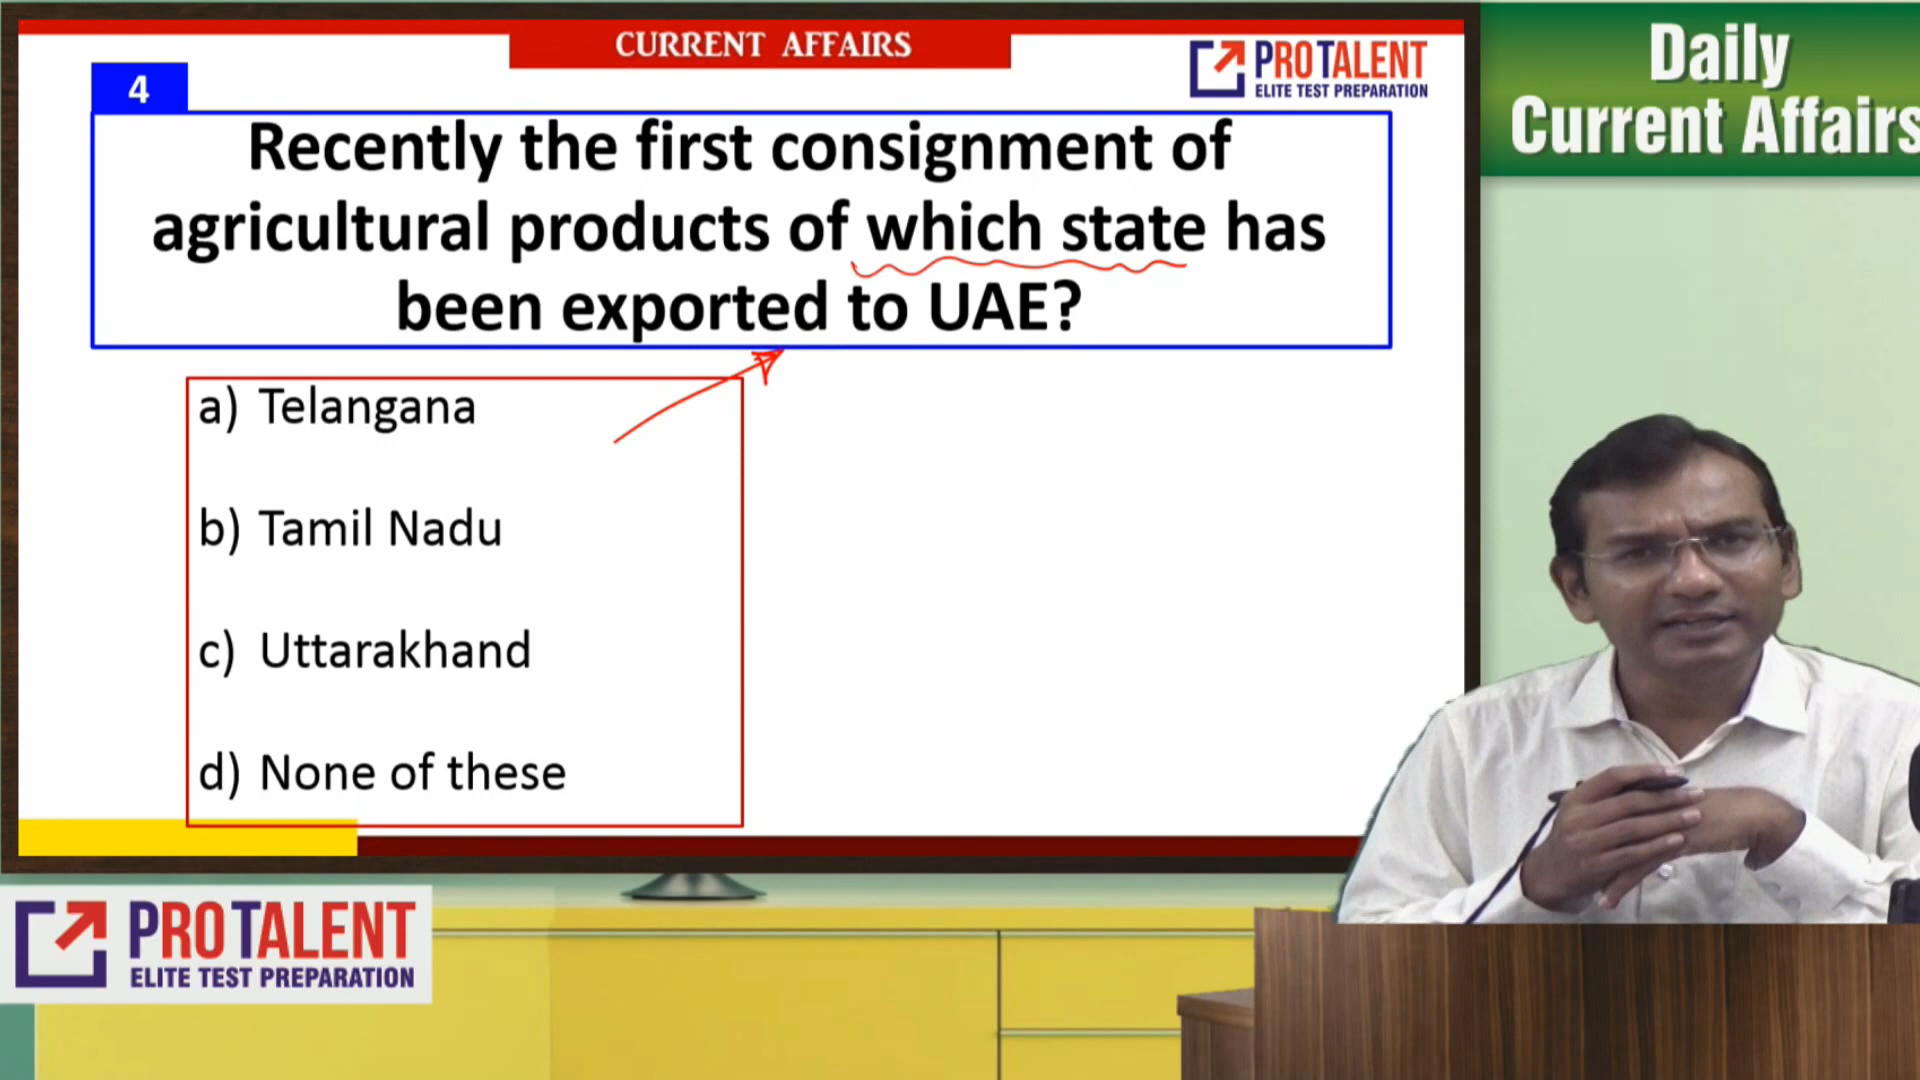 CURRENT AFFAIRS
PROTALENT
ELITE TEST PREPARATION
Daily
Current Affairs
4
Recently the first consignment of
agricultural products of which state has
been exported to UAE?
a) Telangana
b) Tamil Nadu
c) Uttarakhand
d) None of these
PROTALENT
ELITE TEST PREPARATION